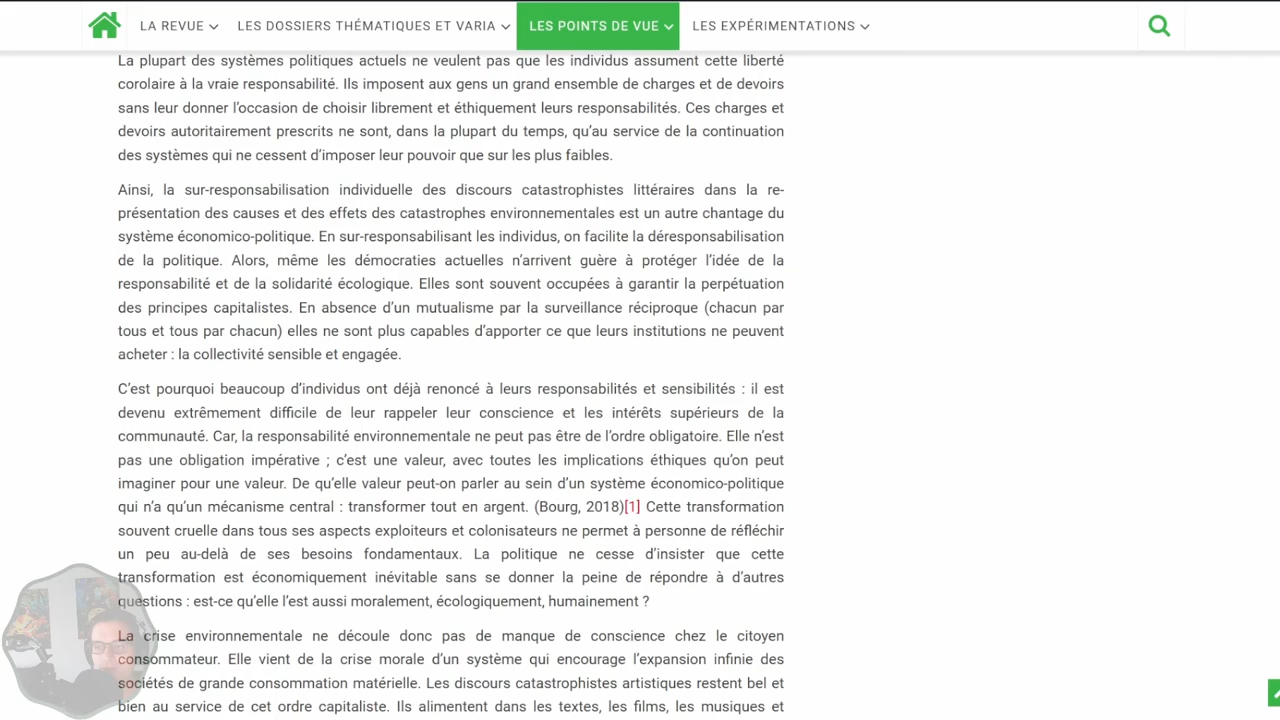 LA REVUE
LES DOSSIERS THÉMATIQUES ET VARIA
LES POINTS DE VUE
LES EXPÉRIMENTATIONS
La plupart des systèmes politiques actuels ne veulent pas que les individus assument cette liberté
corolaire à la vraie responsabilité. Ils imposent aux gens un grand ensemble de charges et de devoirs
sans leur donner l’occasion de choisir librement et éthiquement leurs responsabilités. Ces charges et
devoirs autoritairement prescrits ne sont, dans la plupart du temps, qu’au service de la continuation
des systèmes qui ne cessent d’imposer leur pouvoir que sur les plus faibles.
Ainsi, la sur-responsabilisation individuelle des discours catastrophistes littéraires dans la re-
présentation des causes et des effets des catastrophes environnementales est un autre chantage du
système économico-politique. En sur-responsabilisant les individus, on facilite la déresponsabilisation
de la politique. Alors, même les démocraties actuelles n’arrivent guère à protéger l’idée de la
responsabilité et de la solidarité écologique. Elles sont souvent occupées à garantir la perpétuation
des principes capitalistes. En absence d’un mutualisme par la surveillance réciproque (chacun par
tous et tous par chacun) elles ne sont plus capables d’apporter ce que leurs institutions ne peuvent
acheter : la collectivité sensible et engagée.
C’est pourquoi beaucoup d’individus ont déjà renoncé à leurs responsabilités et sensibilités : il est
devenu extrêmement difficile de leur rappeler leur conscience et les intérêts supérieurs de la
communauté. Car, la responsabilité environnementale ne peut pas être de l’ordre obligatoire. Elle n’est
pas une obligation impérative ; c’est une valeur, avec toutes les implications éthiques qu’on peut
imaginer pour une valeur. De qu’elle valeur peut-on parler au sein d’un système économico-politique
qui n’a qu’un mécanisme central : transformer tout en argent. (Bourg, 2018)[1] Cette transformation
souvent cruelle dans tous ses aspects exploiteurs et colonisateurs ne permet à personne de réfléchir
un peu au-delà de ses besoins fondamentaux. La politique ne cesse d’insister que cette
transformation est économiquement inévitable sans se donner la peine de répondre à d’autres
questions : est-ce qu’elle l’est aussi moralement, écologiquement, humainement ?
La crise environnementale ne découle donc pas de manque de conscience chez le citoyen
consommateur. Elle vient de la crise morale d’un système qui encourage l’expansion infinie des
sociétés de grande consommation matérielle. Les discours catastrophistes artistiques restent bel et
bien au service de cet ordre capitaliste. Ils alimentent dans les textes, les films, les musiques et